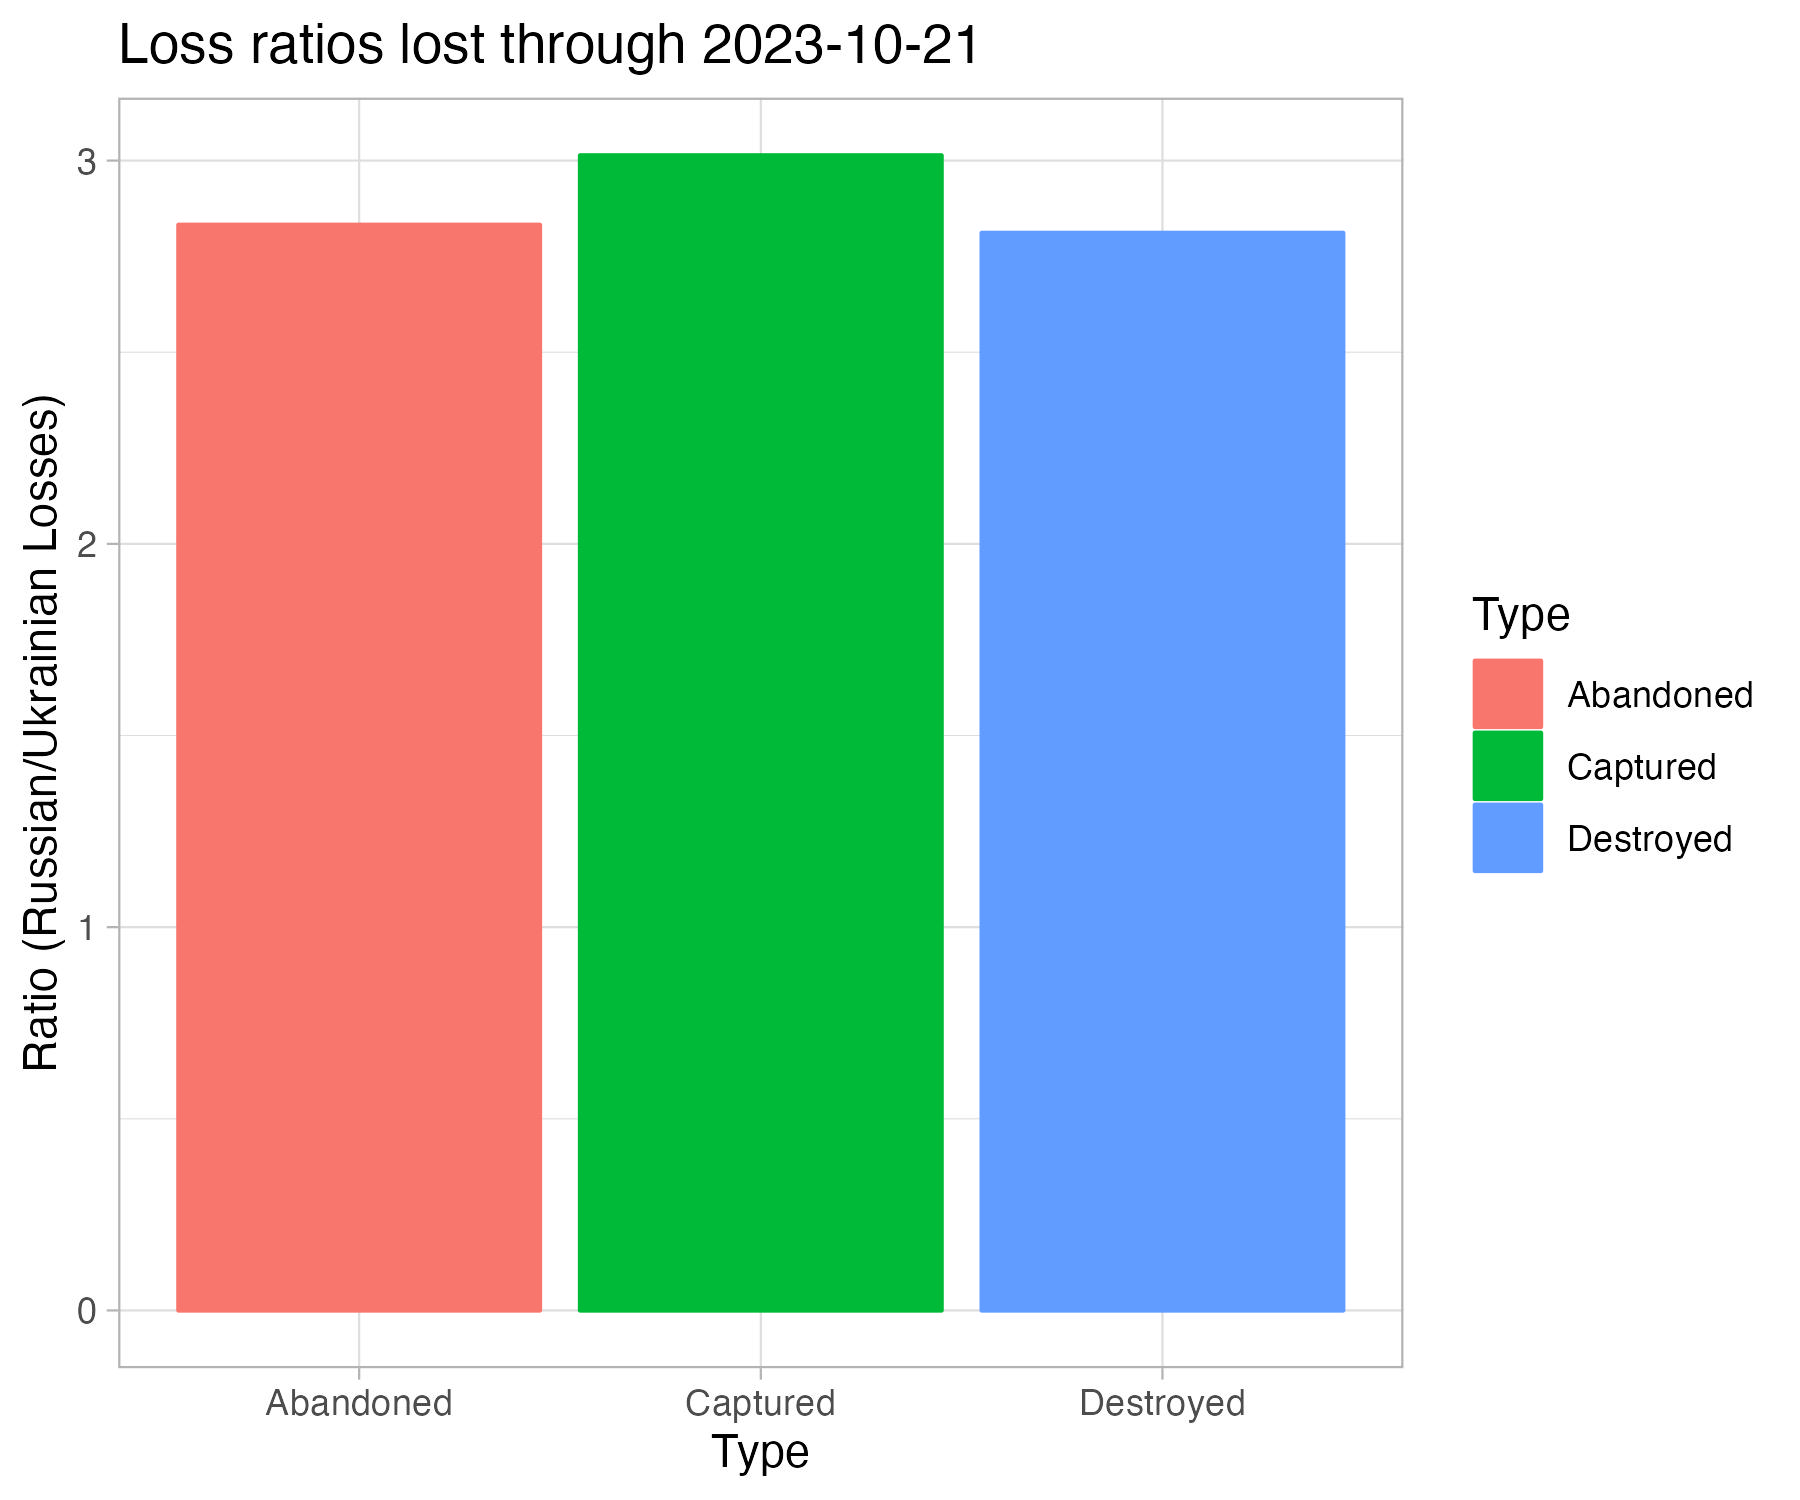 Loss ratios lost through 2023-10-21
Ratio (Russian/Ukrainian Losses)
3
2
1
0
Abandoned
Captured
Destroyed
Type
Type
Abandoned
Captured
Destroyed